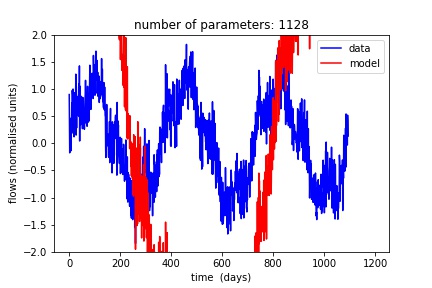 number of parameters: 1128
data
model
flows (normalised units)
2.0
1.5
1.0
0.5
0.0
−0.5
−1.0
−1.5
−2.0
0 200 400 600 800 1000 1200
time (days)